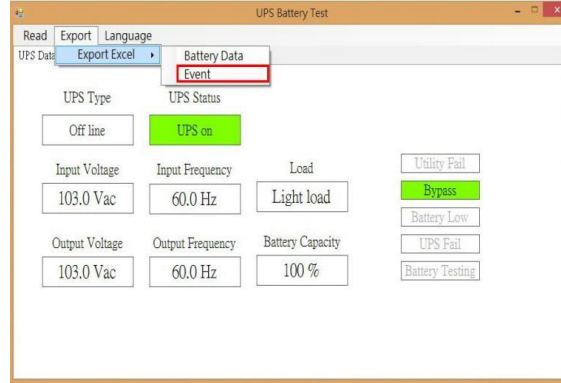 UPS Battery Test
Read Export Language
UPS Data
Export Excel
Battery Data
Event
UPS Type UPS Status
Off line UPS on
Input Voltage Input Frequency Load
103.0 Vac 60.0 Hz Light load
Output Voltage Output Frequency Battery Capacity
103.0 Vac 60.0 Hz 100 %
Utility Fail
Bypass
Battery Low
UPS Fail
Battery Testing